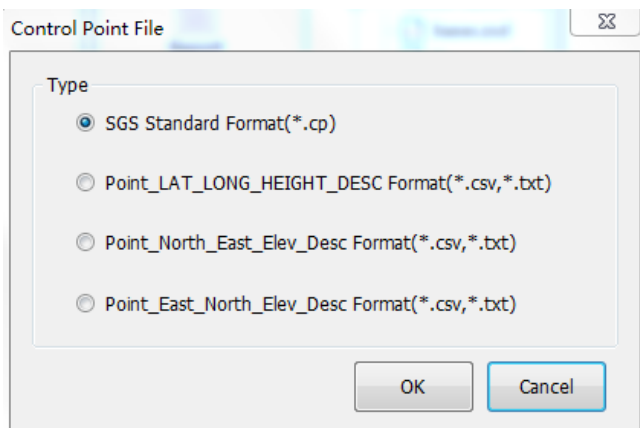 Control Point File
Type
SGS Standard Format(*.cp)
Point_LAT_LONG_HEIGHT_DESC Format(*.csv,*.txt)
Point_North_East_Elev_Desc Format(*.csv,*.txt)
Point_East_North_Elev_Desc Format(*.csv,*.txt)
OK
Cancel